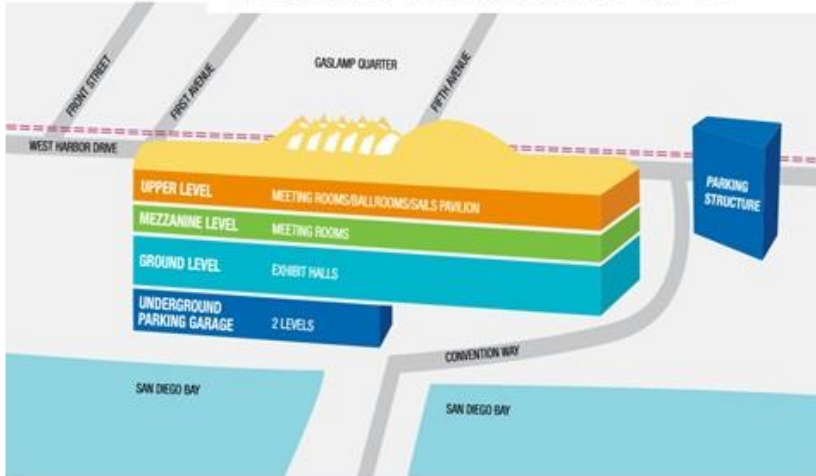 GASLAMP QUARTER
FRONT STREET
FIRST AVENUE
FIFTH AVENUE
WEST HARBOR DRIVE
PARKING
STRUCTURE
UPPER LEVEL MEETING ROOMS/BALLROOMS/SAILS PAVILION
MEZZANINE LEVEL MEETING ROOMS
GROUND LEVEL EXHIBIT HALLS
UNDERGROUND
PARKING GARAGE 2 LEVELS
CONVENTION WAY
SAN DIEGO BAY
SAN DIEGO BAY